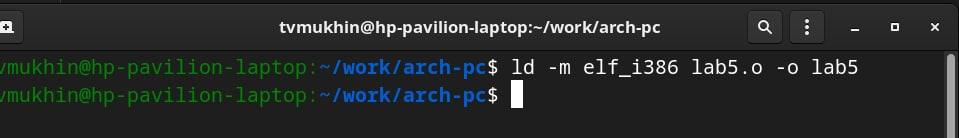 tvmukhin@hp-pavilion-laptop:~/work/arch-pc
vmukhin@hp-pavilion-laptop:~/work/arch-pc$ ld -m elf_i386 lab5.o -o lab5
vmukhin@hp-pavilion-laptop:~/work/arch-pc$